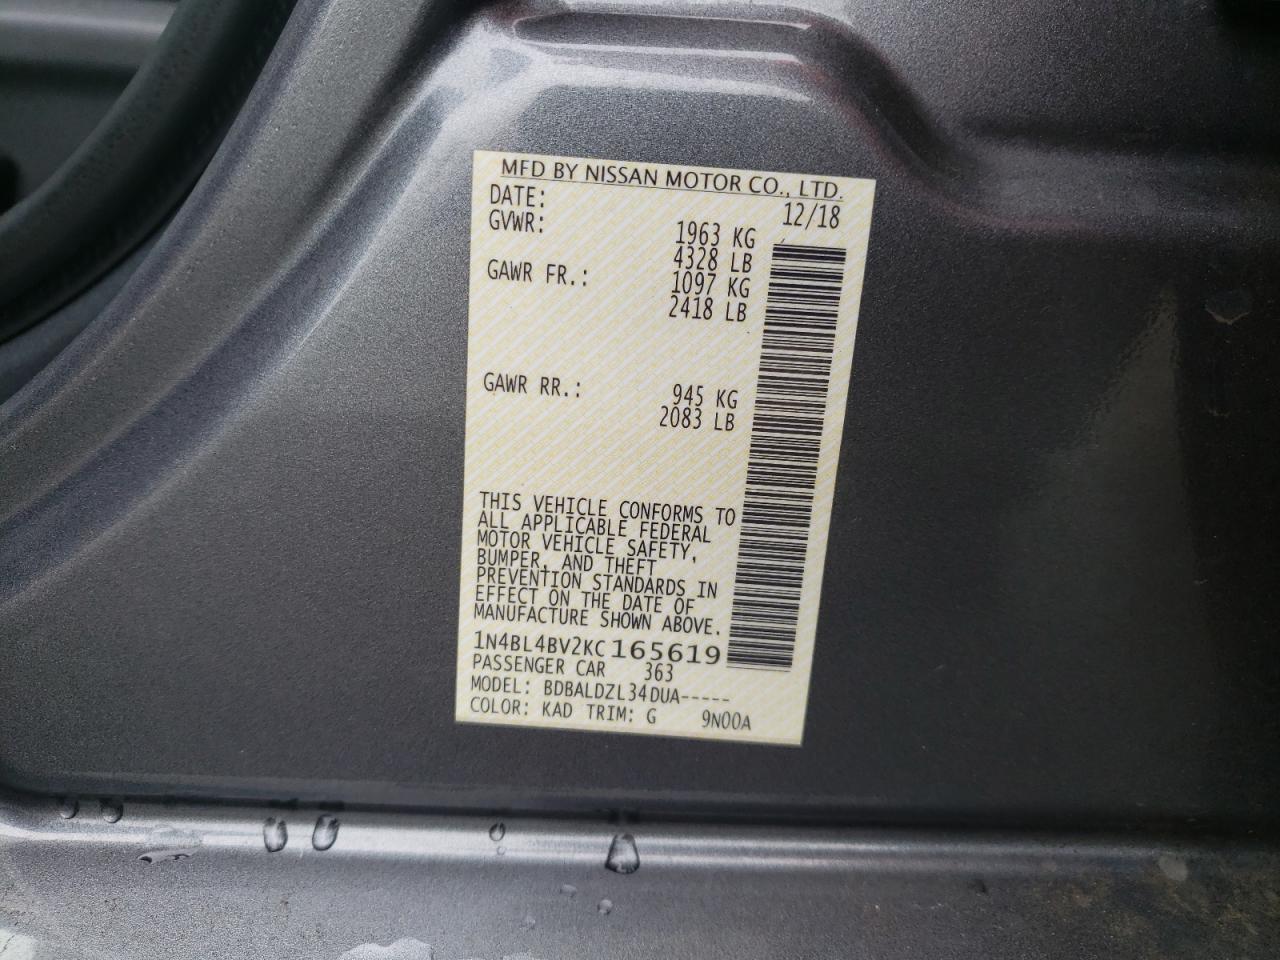 MFD BY NISSAN MOTOR CO., LTD.
DATE: 12/18
GVWR: 1963 KG
4328 LB
GAWR FR.: 1097 KG
2418 LB
GAWR RR.: 945 KG
2083 LB
THIS VEHICLE CONFORMS TO
ALL APPLICABLE FEDERAL
MOTOR VEHICLE SAFETY,
BUMPER, AND THEFT
PREVENTION STANDARDS IN
EFFECT ON THE DATE OF
MANUFACTURE SHOWN ABOVE.
1N4BL4BV2KC165619
PASSENGER CAR 363
MODEL: BDBALDZL34DUA-----
COLOR: KAD TRIM: G 9N00A